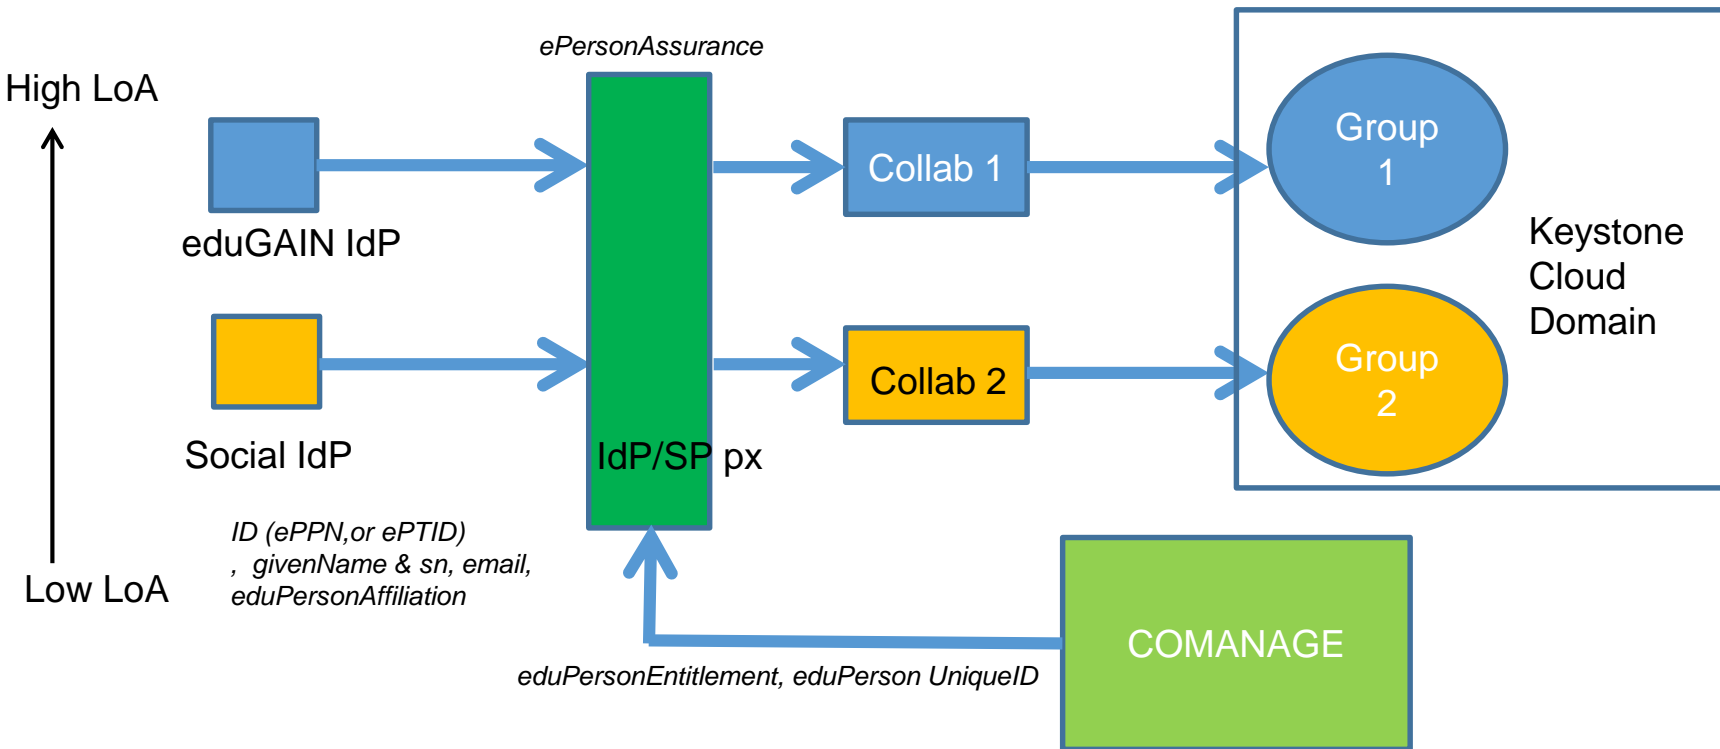 ePersonAssurance
High LoA
Group
1
Collab 1
eduGAIN IdP
Keystone
Cloud
Domain
Group
2
Collab 2
Social IdP
IdP/SP px
ID (ePPN,or ePTID)
, givenName & sn, email,
eduPersonAffiliation
Low LoA
COMANAGE
eduPersonEntitlement, eduPerson UniqueID